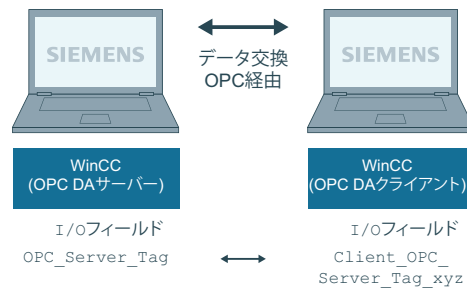 SIEMENS
データ交換
OPC経由
SIEMENS
WinCC
(OPC DAサーバー)
WinCC
(OPC DAクライアント)
I/Oフィールド
I/Oフィールド
OPC_Server_Tag
Client_OPC_
Server_Tag_xyz